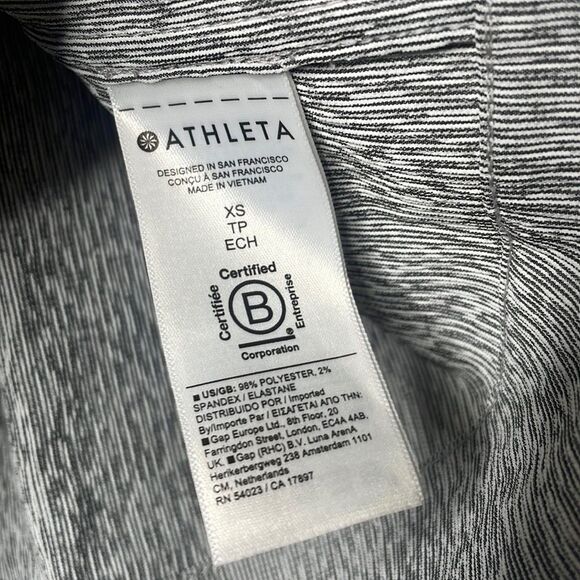 ATHLETA
DESIGNED IN SAN FRANCISCO
CONÇU À SAN FRANCISCO
MADE IN VIETNAM
XS
TP
ECH
Certified
Certifiée
B
Entreprise
®
Corporation
■ US/GB: 98% POLYESTER, 2%
SPANDEX / ELASTANE
DISTRIBUIDO POR / Imported
By/Importe Par / ΕΙΣΑΓΕΤΑΙ ΑΠΟ ΤΗΝ:
■ Gap Europe Ltd., 8th Floor, 20
Farringdon Street, London, EC4A 4AB,
UK. ■ Gap (RHC) B.V. Luna ArenA
Herikerbergweg 238 Amsterdam 1101
CM, Netherlands
RN 54023 / CA 17897